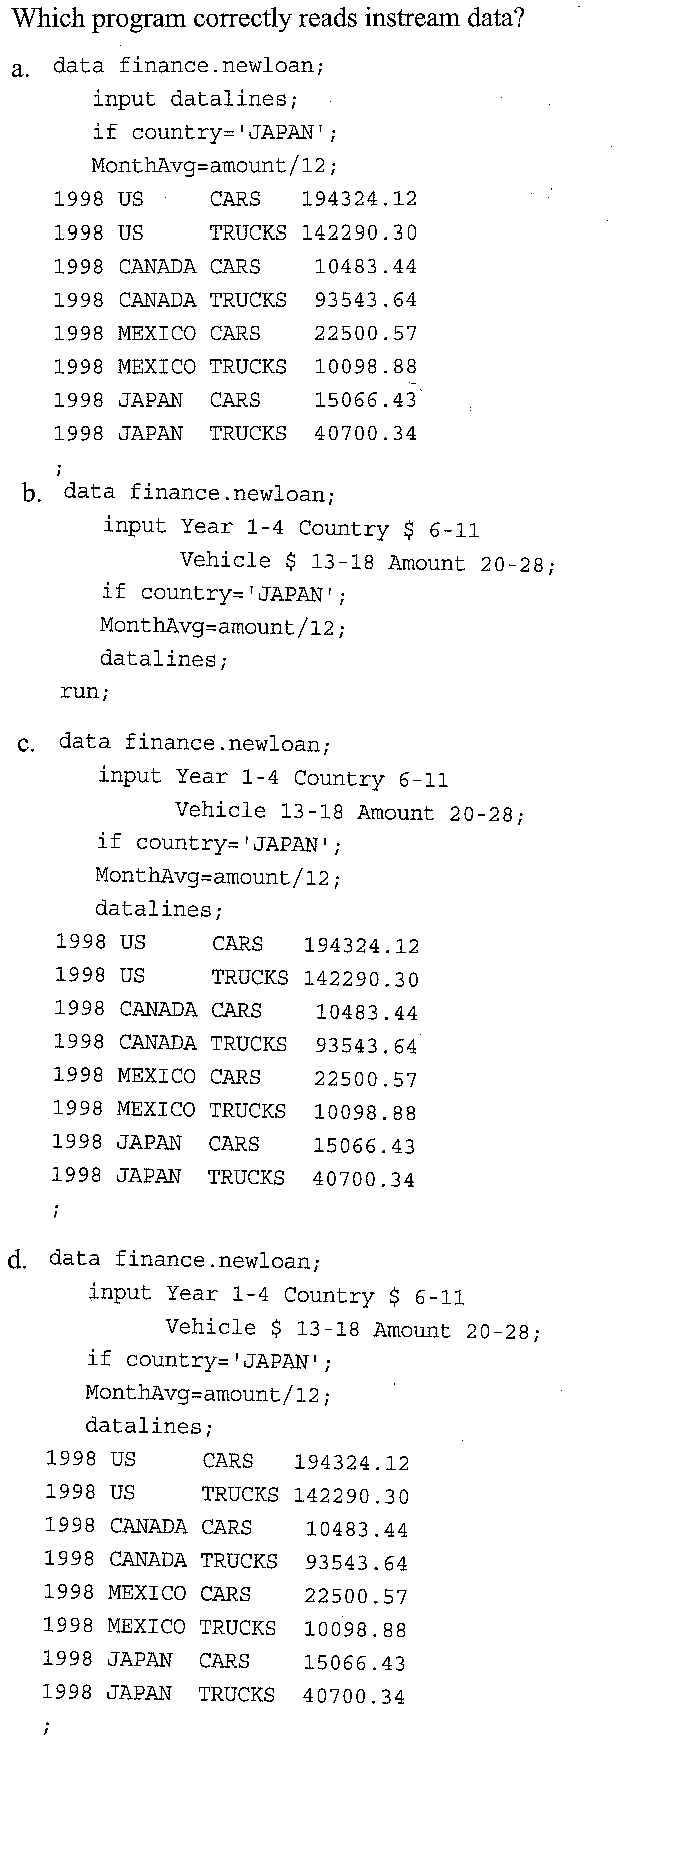 Which program correctly reads instream data?
a. data finance.newloan;
input datalines;
if country='JAPAN';
MonthAvg=amount/12;
1998 US     CARS   194324.12
1998 US     TRUCKS 142290.30
1998 CANADA CARS    10483.44
1998 CANADA TRUCKS  93543.64
1998 MEXICO CARS    22500.57
1998 MEXICO TRUCKS  10098.88
1998 JAPAN  CARS    15066.43
1998 JAPAN  TRUCKS  40700.34
;
b. data finance.newloan;
input Year 1-4 Country $ 6-11
Vehicle $ 13-18 Amount 20-28;
if country='JAPAN';
MonthAvg=amount/12;
datalines;
run;
c. data finance.newloan;
input Year 1-4 Country 6-11
Vehicle 13-18 Amount 20-28;
if country='JAPAN';
MonthAvg=amount/12;
datalines;
1998 US     CARS   194324.12
1998 US     TRUCKS 142290.30
1998 CANADA CARS    10483.44
1998 CANADA TRUCKS  93543.64
1998 MEXICO CARS    22500.57
1998 MEXICO TRUCKS  10098.88
1998 JAPAN  CARS    15066.43
1998 JAPAN  TRUCKS  40700.34
;
d. data finance.newloan;
input Year 1-4 Country $ 6-11
Vehicle $ 13-18 Amount 20-28;
if country='JAPAN';
MonthAvg=amount/12;
datalines;
1998 US     CARS   194324.12
1998 US     TRUCKS 142290.30
1998 CANADA CARS    10483.44
1998 CANADA TRUCKS  93543.64
1998 MEXICO CARS    22500.57
1998 MEXICO TRUCKS  10098.88
1998 JAPAN  CARS    15066.43
1998 JAPAN  TRUCKS  40700.34
;